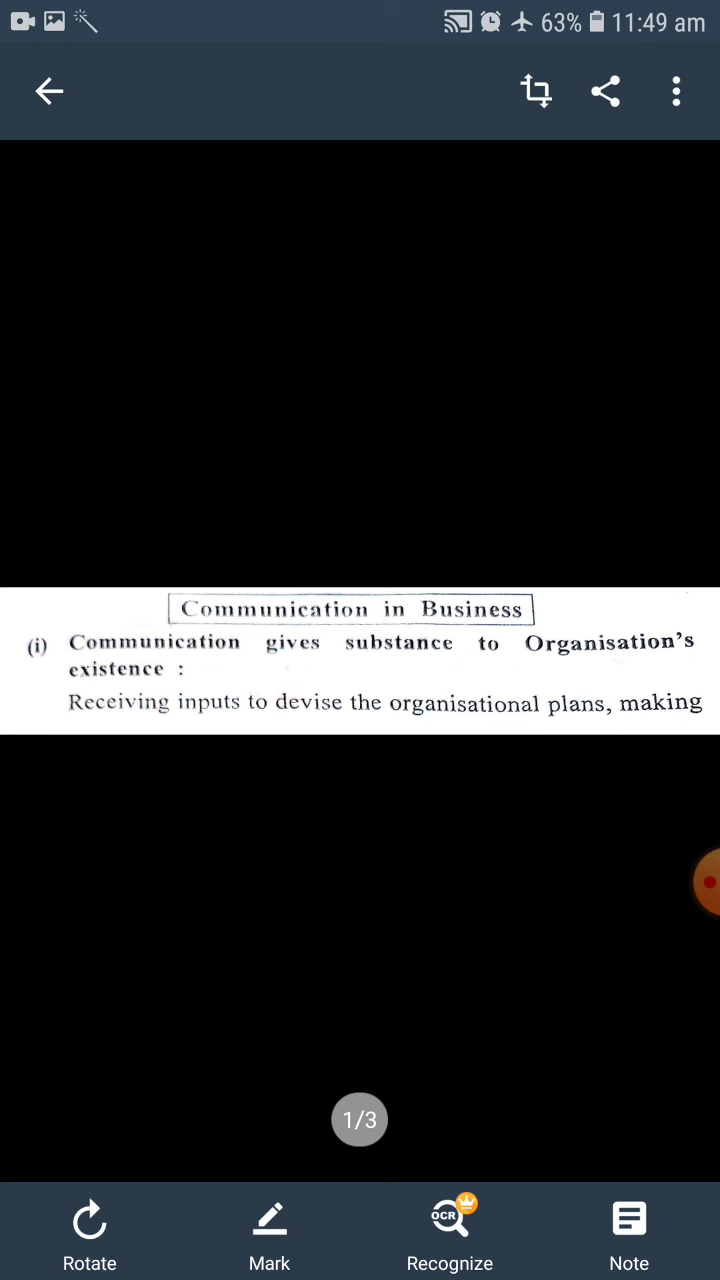 63% 11:49 am
Communication in Business
(i) Communication gives substance to Organisation's
existence :
Receiving inputs to devise the organisational plans, making
1/3
OCR
Rotate Mark Recognize Note